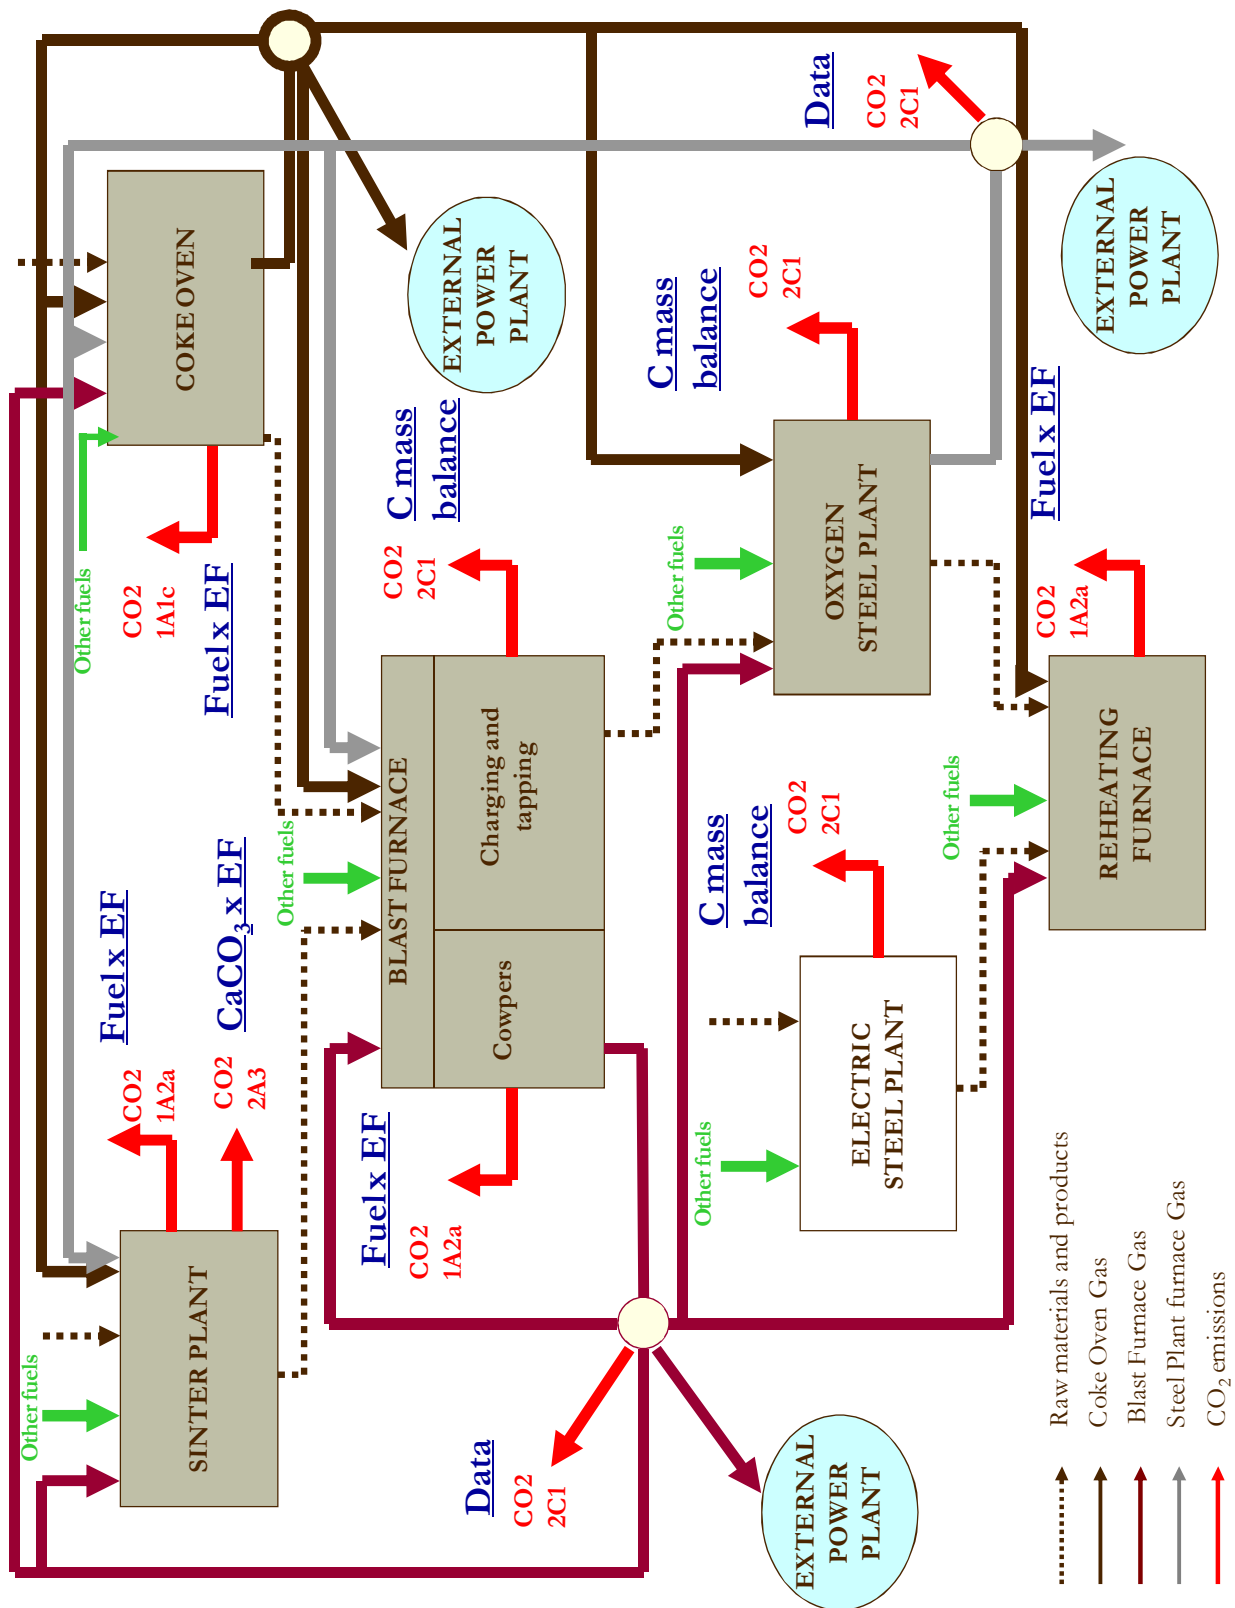 Other fuels
SINTER PLANT
CO2
1A2a
Fuel x EF
CO2
2A3
CaCO3 x EF
Other fuels
COKE OVEN
CO2
1A1c
Fuel x EF
Other fuels
BLAST FURNACE
Cowpers
Charging and
tapping
Fuel x EF
CO2
1A2a
CO2
2C1
C mass
balance
EXTERNAL
POWER
PLANT
Data
CO2
2C1
EXTERNAL
POWER
PLANT
Other fuels
ELECTRIC
STEEL PLANT
C mass
balance
CO2
2C1
Other fuels
OXYGEN
STEEL PLANT
C mass
balance
CO2
2C1
Data
CO2
2C1
EXTERNAL
POWER
PLANT
Other fuels
REHEATING
FURNACE
CO2
1A2a
Fuel x EF
Raw materials and products
Coke Oven Gas
Blast Furnace Gas
Steel Plant furnace Gas
CO2 emissions